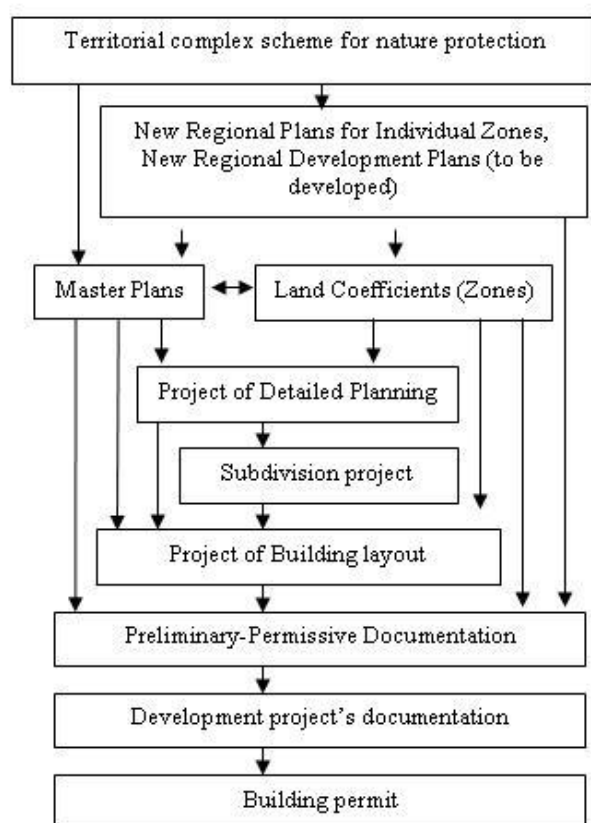 Territorial complex scheme for nature protection
New Regional Plans for Individual Zones,
New Regional Development Plans (to be
developed)
Master Plans
Land Coefficients (Zones)
Project of Detailed Planning
Subdivision project
Project of Building layout
Preliminary-Permissive Documentation
Development project’s documentation
Building permit